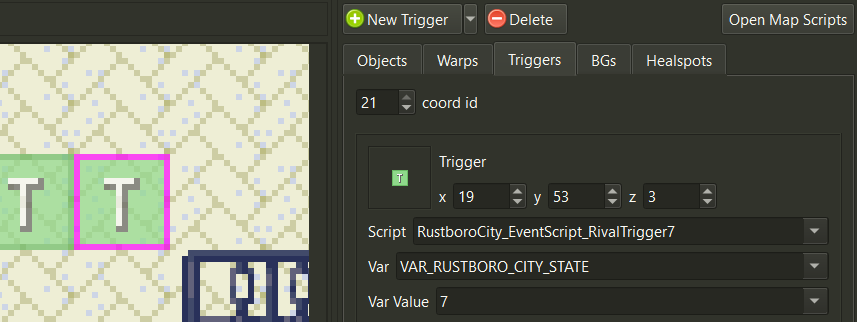 New Trigger Delete Open Map Scripts
Objects Warps Triggers BGs Healspots
21 coord id
Trigger
T T T x 19 y 53 z 3
Script RustboroCity_EventScript_RivalTrigger7
Var VAR_RUSTBORO_CITY_STATE
Var Value 7